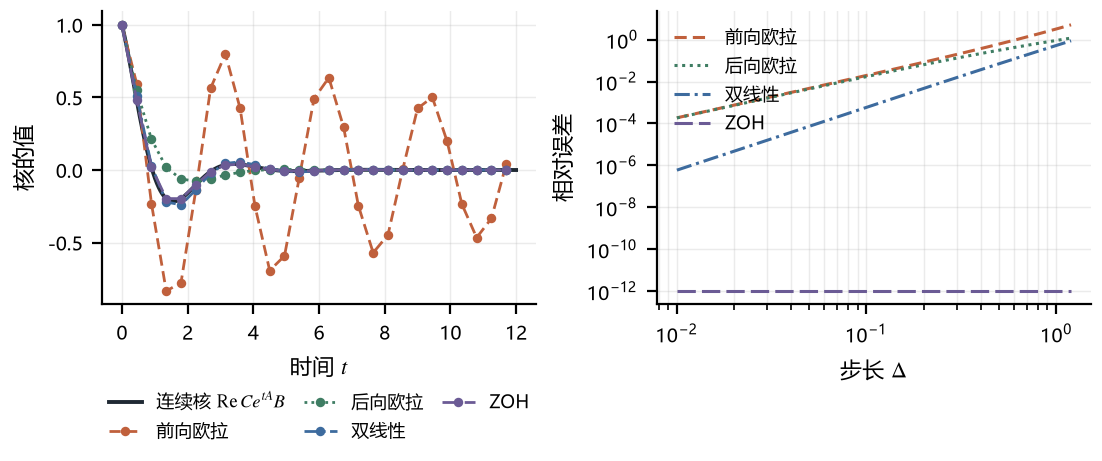 1.0
0.5
0.0
-0.5
核的值
0 2 4 6 8 10 12
时间 t
连续核 Re Ce^{tA}B
前向欧拉
后向欧拉
双线性
ZOH
前向欧拉
后向欧拉
双线性
ZOH
10^0
10^{-2}
10^{-4}
10^{-6}
10^{-8}
10^{-10}
10^{-12}
相对误差
10^{-2} 10^{-1} 10^0
步长 Δ